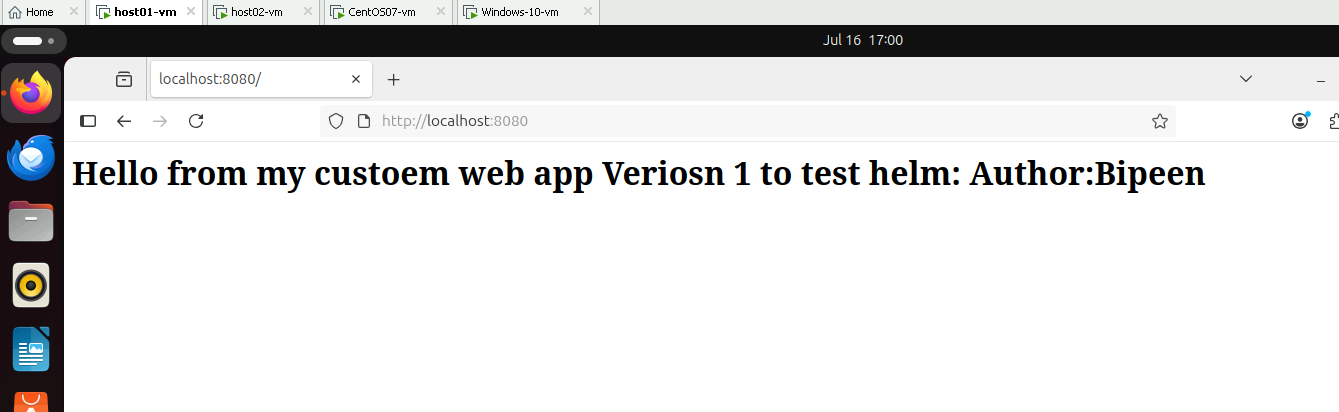 Home host01-vm host02-vm CentOS07-vm Windows-10-vm
Jul 16 17:00
localhost:8080/
http://localhost:8080
Hello from my custoem web app Veriosn 1 to test helm: Author:Bipeen